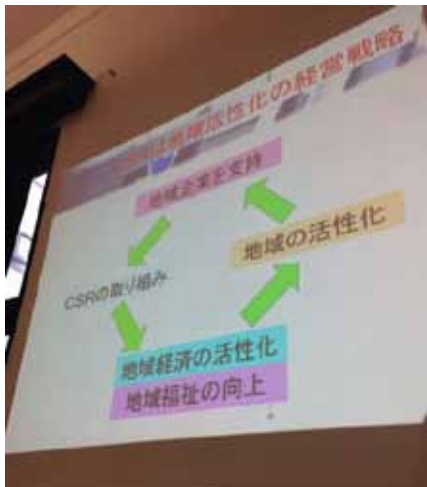 地域活性化の経営戦略
地域企業を支持
CSRの取り組み
地域の活性化
地域経済の活性化
地域福祉の向上